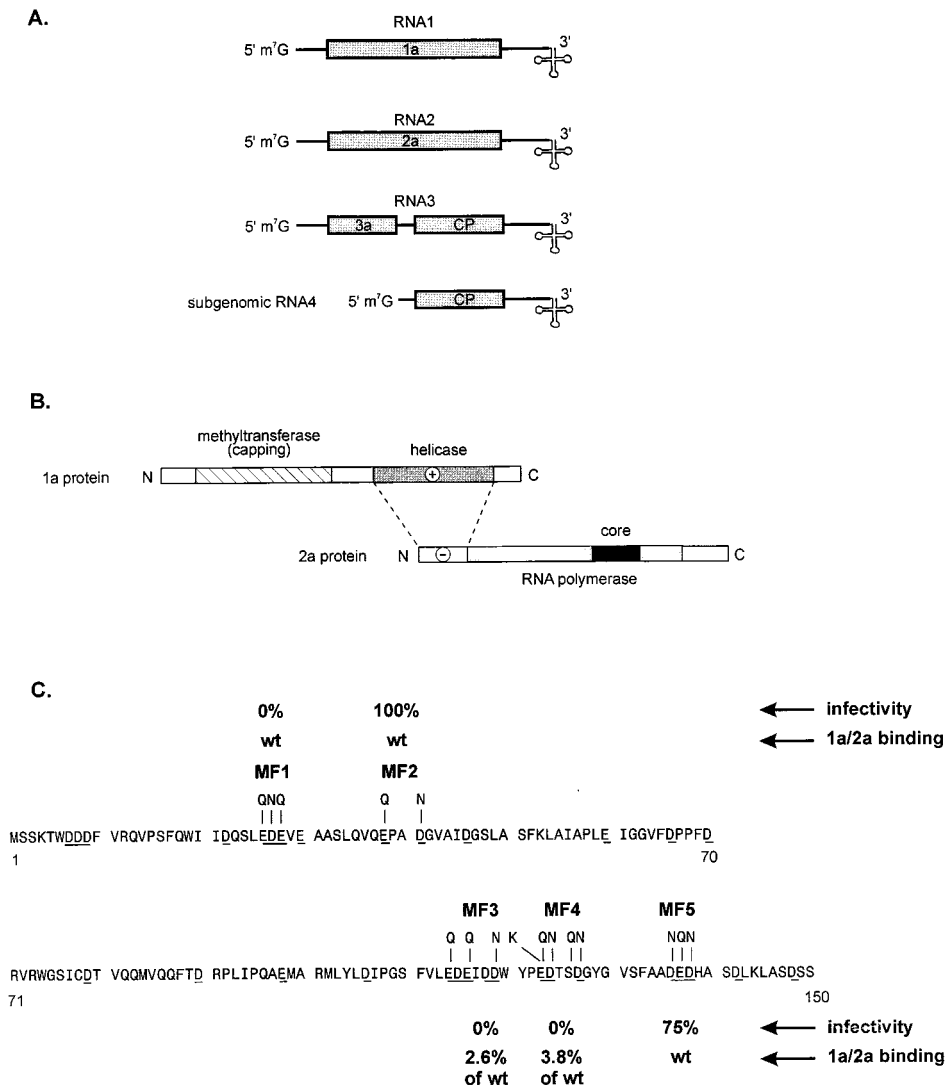 A.
RNA1
5' m7G 1a 3'
RNA2
5' m7G 2a 3'
RNA3
5' m7G 3a CP 3'
subgenomic RNA4 5' m7G CP 3'
B.
methyltransferase
(capping)
helicase
1a protein N + C
core
2a protein N − C
RNA polymerase
C.
0% 100% infectivity
wt wt 1a/2a binding
MF1 MF2
QNQ Q N
MSSKTWDDDF VRQVPSFQWI IDQSLEDEVE AASLQVQEPA DGVAIDGSLA SFKLAIAPLE IGGVFDPPFD
1 70
MF3 MF4 MF5
Q Q N K QN QN NQN
RVRWGSICDT VQQMVQQFTD RPLIPQAEMA RMLYLDIPGS FVLEDEIDDW YPEDTSDGYG VSFAADEDHA SDLKLASDSS
71 150
0% 0% 75% infectivity
2.6% 3.8% wt 1a/2a binding
of wt of wt